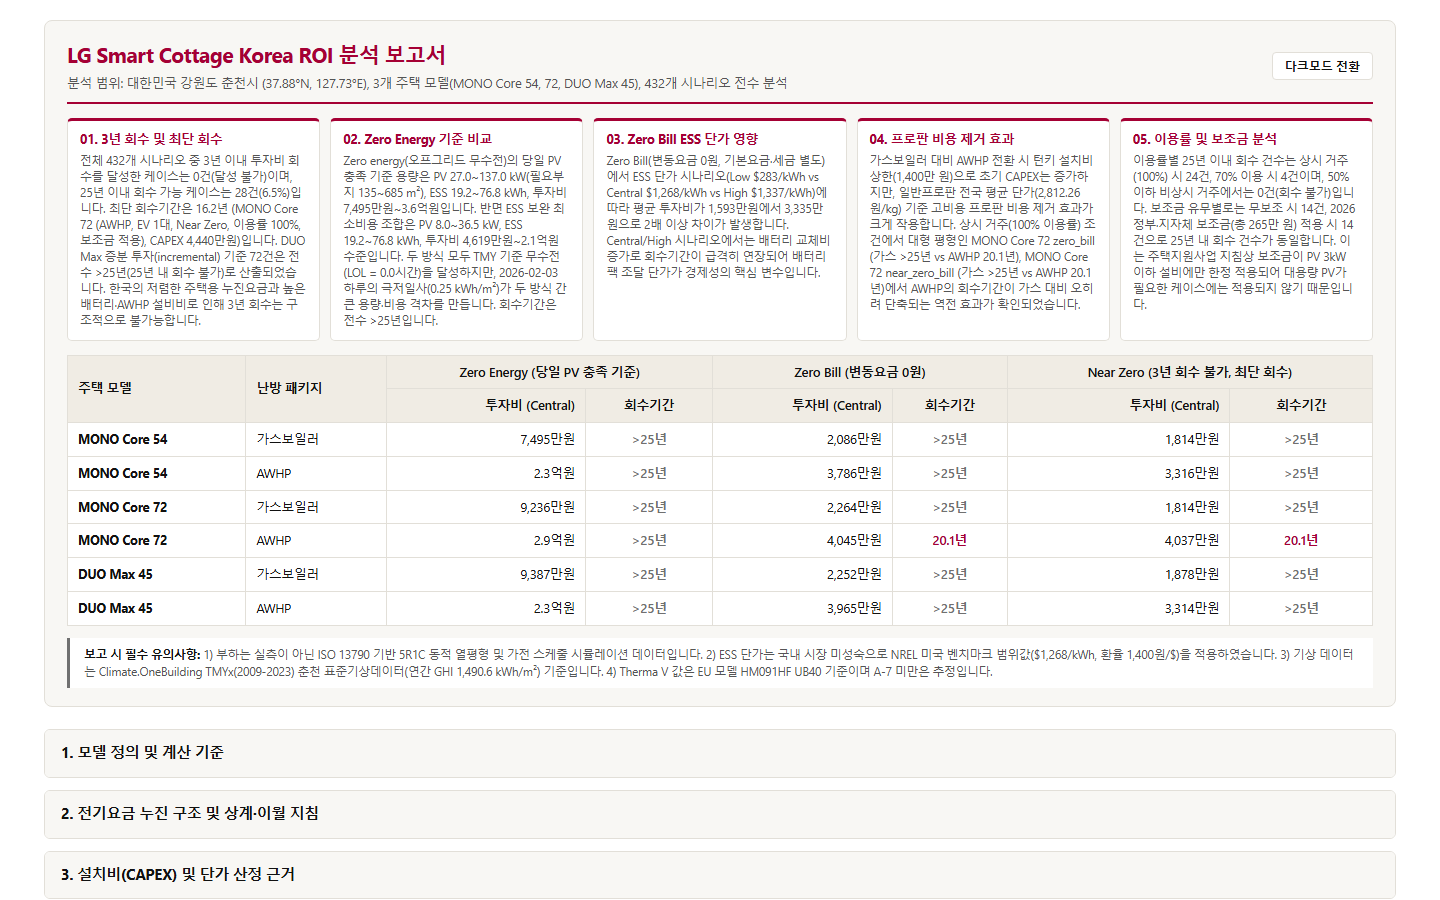 LG Smart Cottage Korea ROI 분석 보고서
분석 범위: 대한민국 강원도 춘천시 (37.88°N, 127.73°E), 3개 주택 모델(MONO Core 54, 72, DUO Max 45), 432개 시나리오 전수 분석
다크모드 전환
01. 3년 회수 및 최단 회수
전체 432개 시나리오 중 3년 이내 투자비 회
수를 달성한 케이스는 0건(달성 불가)이며,
25년 이내 회수 가능 케이스는 28건(6.5%)입
니다. 최단 회수기간은 16.2년 (MONO Core
72 (AWHP, EV 1대, Near Zero, 이용률 100%,
보조금 적용), CAPEX 4,440만원)입니다. DUO
Max 증분 투자(incremental) 기준 72건은 전
수 >25년(25년 내 회수 불가)로 산출되었습
니다. 한국의 저렴한 주택용 누진요금과 높은
배터리·AWHP 설비비로 인해 3년 회수는 구
조적으로 불가능합니다.
02. Zero Energy 기준 비교
Zero energy(오프그리드 무수전)의 당일 PV
충족 기준 용량은 PV 27.0~137.0 kW(필요부
지 135~685 m²), ESS 19.2~76.8 kWh, 투자비
7,495만원~3.6억원입니다. 반면 ESS 보완 최
소비용 조합은 PV 8.0~36.5 kW, ESS
19.2~76.8 kWh, 투자비 4,619만원~2.1억원
수준입니다. 두 방식 모두 TMY 기준 무수전
(LOL = 0.0시간)을 달성하지만, 2026-02-03
하루의 극저일사(0.25 kWh/m²)가 두 방식 간
큰 용량·비용 격차를 만듭니다. 회수기간은
전수 >25년입니다.
03. Zero Bill ESS 단가 영향
Zero Bill(변동요금 0원, 기본요금·세금 별도)
에서 ESS 단가 시나리오(Low $283/kWh vs
Central $1,268/kWh vs High $1,337/kWh)에
따라 평균 투자비가 1,593만원에서 3,335만
원으로 2배 이상 차이가 발생합니다.
Central/High 시나리오에서는 배터리 교체비
증가로 회수기간이 급격히 연장되어 배터리
팩 조달 단가가 경제성의 핵심 변수입니다.
04. 프로판 비용 제거 효과
가스보일러 대비 AWHP 전환 시 턴키 설치비
상한(1,400만 원)으로 초기 CAPEX는 증가하
지만, 일반프로판 전국 평균 단가(2,812.26
원/kg) 기준 고비용 프로판 비용 제거 효과가
크게 작용합니다. 상시 거주(100% 이용률) 조
건에서 대형 평형인 MONO Core 72 zero_bill
(가스 >25년 vs AWHP 20.1년), MONO Core
72 near_zero_bill (가스 >25년 vs AWHP 20.1
년)에서 AWHP의 회수기간이 가스 대비 오히
려 단축되는 역전 효과가 확인되었습니다.
05. 이용률 및 보조금 분석
이용률별 25년 이내 회수 건수는 상시 거주
(100%) 시 24건, 70% 이용 시 4건이며, 50%
이하 비상시 거주에서는 0건(회수 불가)입니
다. 보조금 유무별로는 무보조 시 14건, 2026
정부·지자체 보조금(총 265만 원) 적용 시 14
건으로 25년 내 회수 건수가 동일합니다. 이
는 주택지원사업 지침상 보조금이 PV 3kW
이하 설비에만 한정 적용되어 대용량 PV가
필요한 케이스에는 적용되지 않기 때문입니
다.
주택 모델 난방 패키지 Zero Energy (당일 PV 충족 기준) Zero Bill (변동요금 0원) Near Zero (3년 회수 불가, 최단 회수)
투자비 (Central) 회수기간 투자비 (Central) 회수기간 투자비 (Central) 회수기간
MONO Core 54 가스보일러 7,495만원 >25년 2,086만원 >25년 1,814만원 >25년
MONO Core 54 AWHP 2.3억원 >25년 3,786만원 >25년 3,316만원 >25년
MONO Core 72 가스보일러 9,236만원 >25년 2,264만원 >25년 1,814만원 >25년
MONO Core 72 AWHP 2.9억원 >25년 4,045만원 20.1년 4,037만원 20.1년
DUO Max 45 가스보일러 9,387만원 >25년 2,252만원 >25년 1,878만원 >25년
DUO Max 45 AWHP 2.3억원 >25년 3,965만원 >25년 3,314만원 >25년
보고 시 필수 유의사항: 1) 부하는 실측이 아닌 ISO 13790 기반 5R1C 동적 열평형 및 가전 스케줄 시뮬레이션 데이터입니다. 2) ESS 단가는 국내 시장 미성숙으로 NREL 미국 벤치마크 범위값($1,268/kWh, 환율 1,400원/$)을 적용하였습니다. 3) 기상 데이터
는 Climate.OneBuilding TMYx(2009-2023) 춘천 표준기상데이터(연간 GHI 1,490.6 kWh/m²) 기준입니다. 4) Therma V 값은 EU 모델 HM091HF UB40 기준이며 A-7 미만은 추정입니다.
1. 모델 정의 및 계산 기준
2. 전기요금 누진 구조 및 상계·이월 지침
3. 설치비(CAPEX) 및 단가 산정 근거